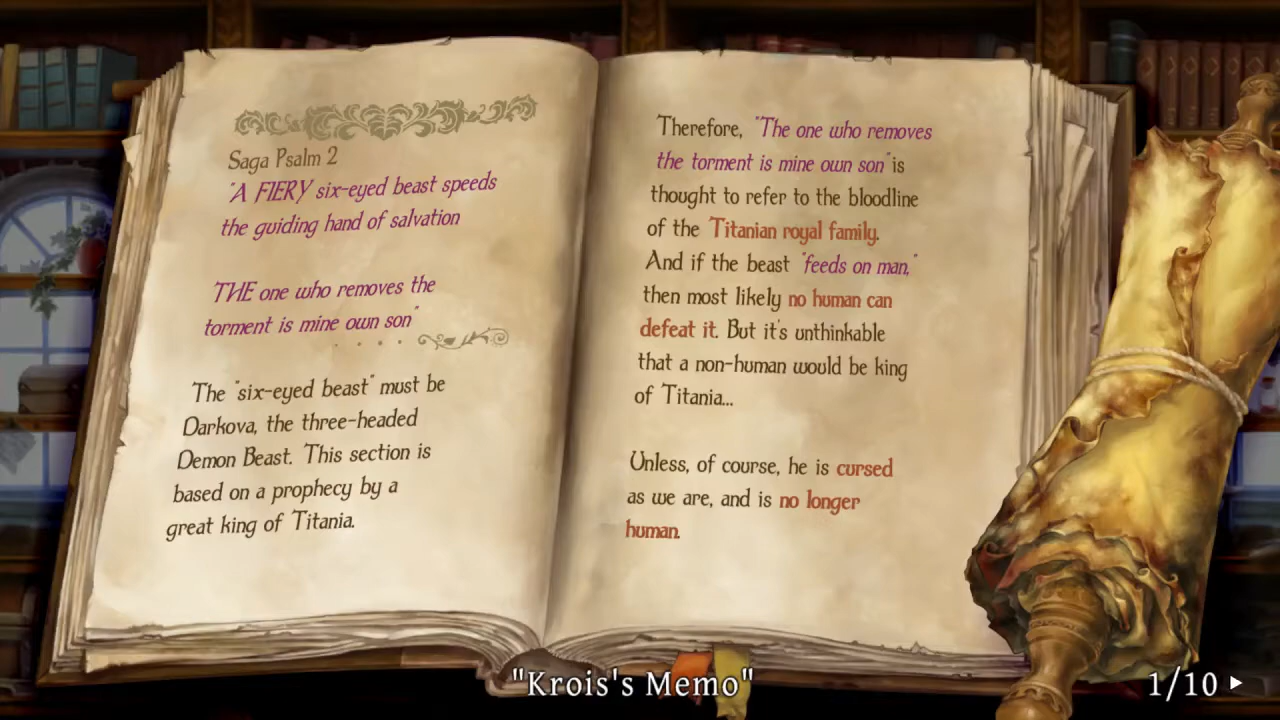 Saga Psalm 2
"A FIERY six-eyed beast speeds
the guiding hand of salvation
THE one who removes the
torment is mine own son"
The "six-eyed beast" must be
Darkova, the three-headed
Demon Beast. This section is
based on a prophecy by a
great king of Titania.
Therefore, "The one who removes
the torment is mine own son" is
thought to refer to the bloodline
of the Titanian royal family.
And if the beast "feeds on man,"
then most likely no human can
defeat it. But it's unthinkable
that a non-human would be king
of Titania...
Unless, of course, he is cursed
as we are, and is no longer
human.
"Krois's Memo"
1/10